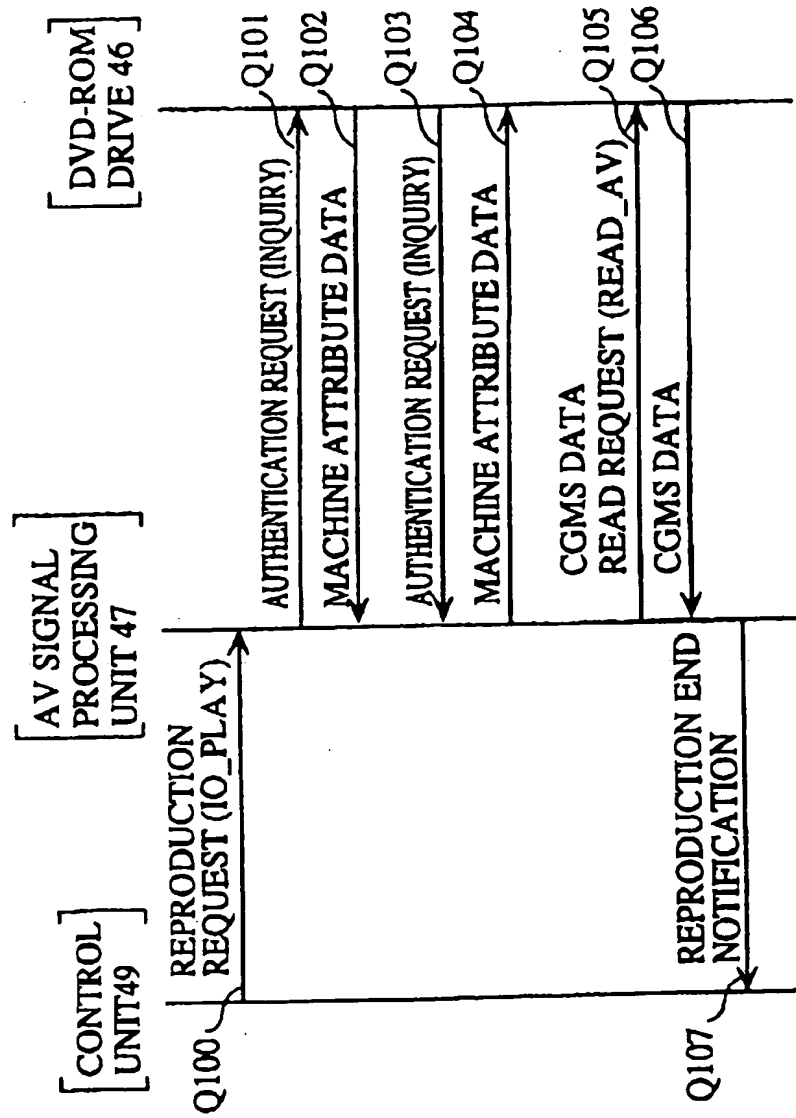 CONTROL
UNIT49
AV SIGNAL
PROCESSING
UNIT 47
DVD-ROM
DRIVE 46
Q100
REPRODUCTION
REQUEST (IO_PLAY)
AUTHENTICATION REQUEST (INQUIRY)
Q101
MACHINE ATTRIBUTE DATA
Q102
AUTHENTICATION REQUEST (INQUIRY)
Q103
MACHINE ATTRIBUTE DATA
Q104
CGMS DATA
READ REQUEST (READ_AV)
Q105
CGMS DATA
Q106
Q107
REPRODUCTION END
NOTIFICATION